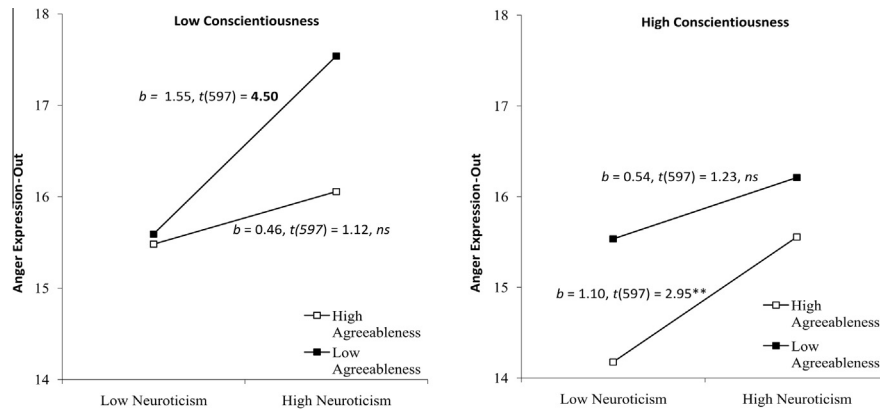 Low Conscientiousness
18
17
16
15
14
Anger Expression-Out
b = 1.55, t(597) = 4.50
b = 0.46, t(597) = 1.12, ns
High
Agreeableness
Low
Agreeableness
Low Neuroticism High Neuroticism
High Conscientiousness
18
17
16
15
14
Anger Expression-Out
b = 0.54, t(597) = 1.23, ns
b = 1.10, t(597) = 2.95**
High
Agreeableness
Low
Agreeableness
Low Neuroticism High Neuroticism